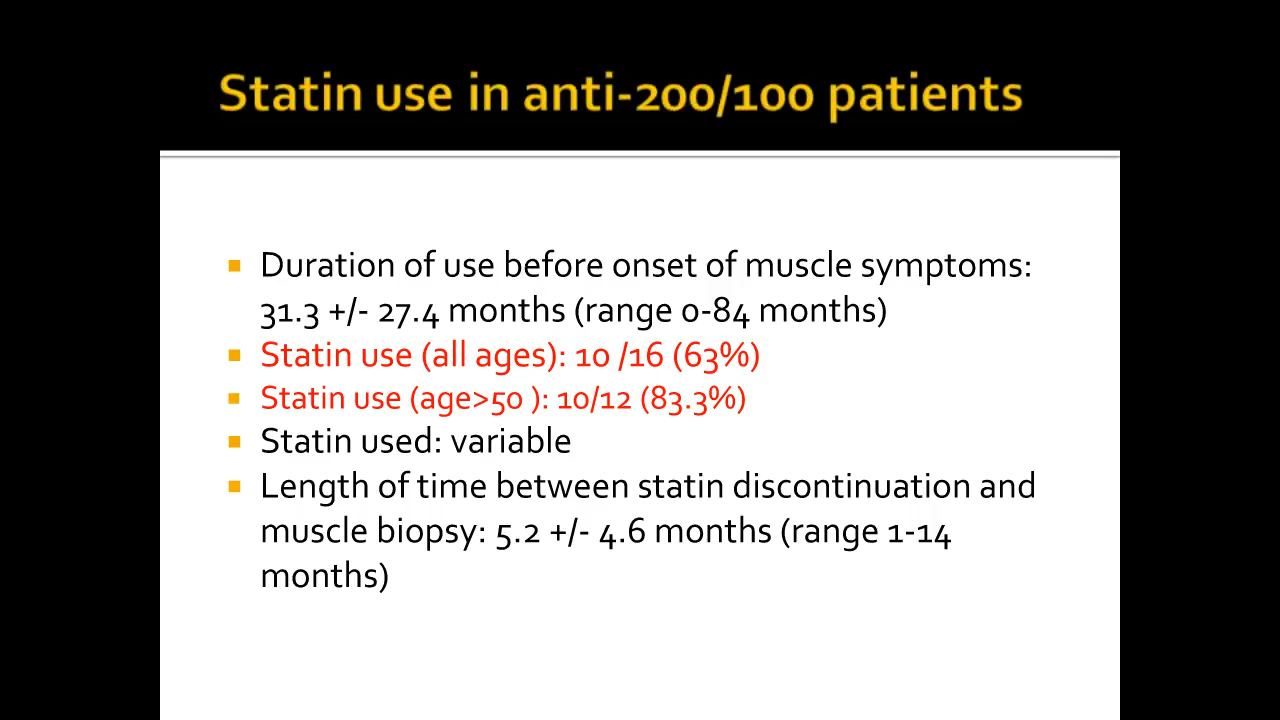 Statin use in anti-200/100 patients
Duration of use before onset of muscle symptoms:
31.3 +/- 27.4 months (range 0-84 months)
Statin use (all ages): 10 /16 (63%)
Statin use (age>50 ): 10/12 (83.3%)
Statin used: variable
Length of time between statin discontinuation and
muscle biopsy: 5.2 +/- 4.6 months (range 1-14
months)